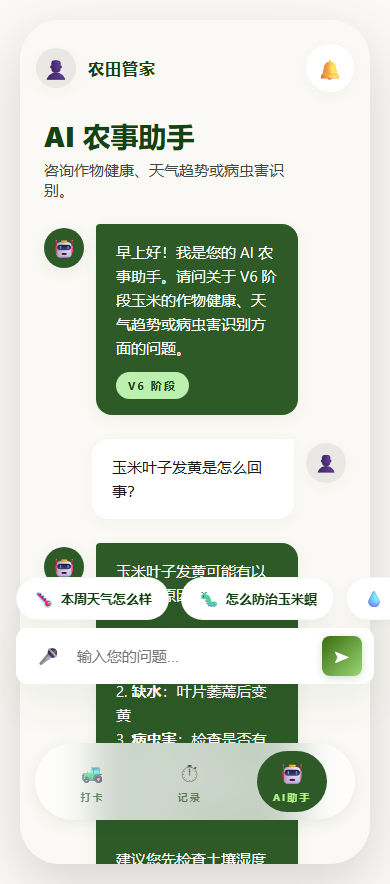 农田管家
AI 农事助手
咨询作物健康、天气趋势或病虫害识
别。
早上好！我是您的 AI 农
事助手。请问关于 V6 阶
段玉米的作物健康、天
气趋势或病虫害识别方
面的问题。
V6 阶段
玉米叶子发黄是怎么回
事？
玉米叶子发黄可能有以
本周天气怎么样
怎么防治玉米螟
输入您的问题...
2. 缺水：叶片萎蔫后变
黄
3. 病虫害：检查是否有
打卡
记录
AI助手
建议您先检查土壤湿度